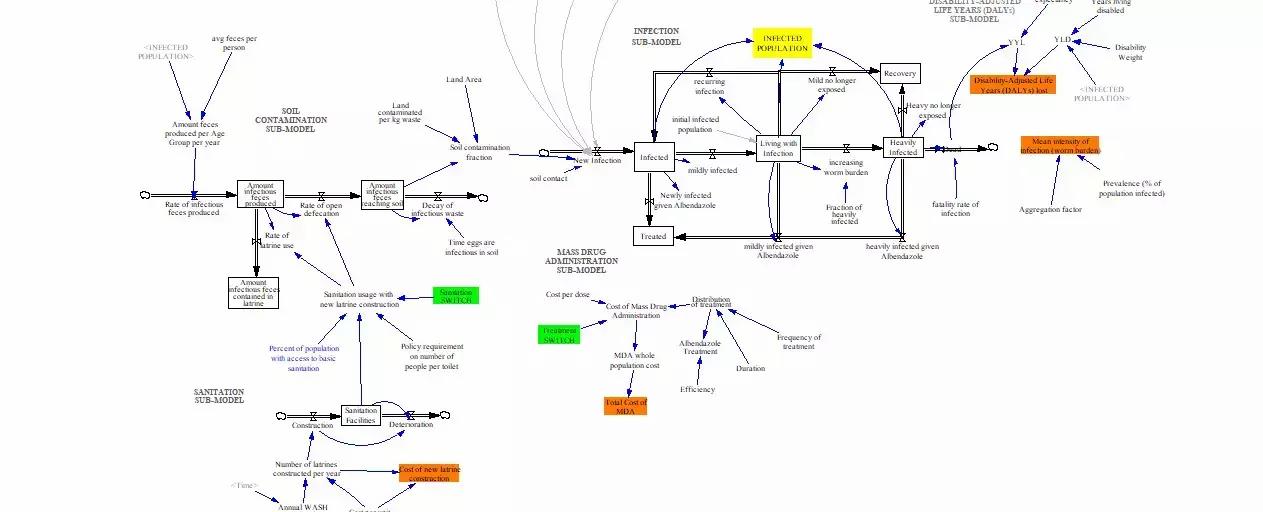 DISABILITY-ADJUSTED
LIFE YEARS (DALYs)
SUB-MODEL
expectancy
Years living
disabled
YYL
YLD
Disability
Weight
Disability-Adjusted Life
Years (DALYs) lost
<INFECTED
POPULATION>
INFECTION
SUB-MODEL
INFECTED
POPULATION
recurring
infection
Mild no longer
exposed
Recovery
Heavy no longer
exposed
initial infected
population
New Infection
soil contact
Infected
mildly infected
Living with
Infection
increasing
worm burden
Heavily
Infected
Dead
fatality rate of
infection
Newly infected
given Albendazole
Fraction of
heavily
infected
Treated
mildly infected given
Albendazole
heavily infected given
Albendazole
Mean intensity of
infection (worm burden)
Aggregation factor
Prevalence (% of
population infected)
<INFECTED
POPULATION>
avg feces per
person
Amount feces
produced per Age
Group per year
SOIL
CONTAMINATION
SUB-MODEL
Land Area
Land
contaminated
per kg waste
Soil contamination
fraction
Rate of infectious
feces produced
Amount
infectious
feces
produced
Rate of open
defecation
Amount
infectious
feces
reaching soil
Decay of
infectious waste
Time eggs are
infectious in soil
Rate of
latrine use
Amount
infectious feces
contained in
latrine
Sanitation usage with
new latrine construction
Sanitation
SWITCH
Percent of population
with access to basic
sanitation
Policy requirement
on number of
people per toilet
SANITATION
SUB-MODEL
Construction
Sanitation
Facilities
Deterioration
Number of latrines
constructed per year
Cost of new latrine
construction
<Time>
Annual WASH
MASS DRUG
ADMINISTRATION
SUB-MODEL
Cost per dose
Cost of Mass Drug
Administration
Distribution
of treatment
Treatment
SWITCH
MDA whole
population cost
Total Cost of
MDA
Albendazole
Treatment
Efficiency
Duration
Frequency of
treatment